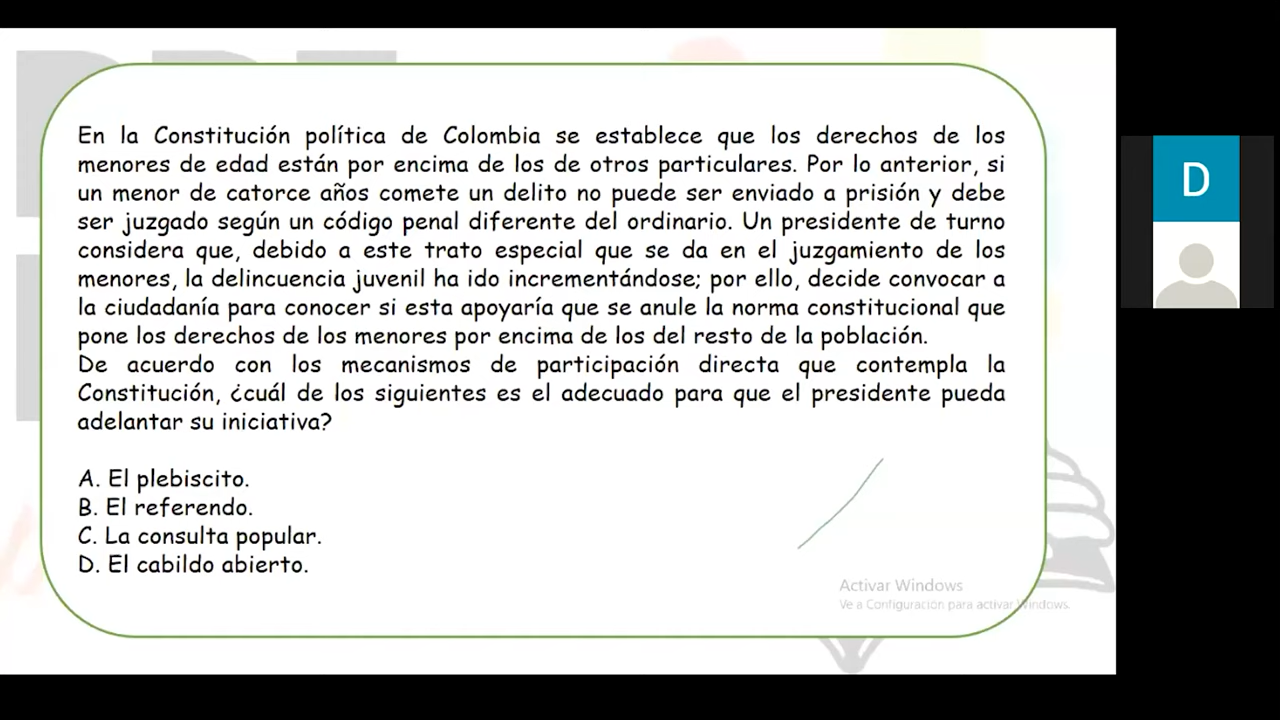 En la Constitución política de Colombia se establece que los derechos de los
menores de edad están por encima de los de otros particulares. Por lo anterior, si
un menor de catorce años comete un delito no puede ser enviado a prisión y debe
ser juzgado según un código penal diferente del ordinario. Un presidente de turno
considera que, debido a este trato especial que se da en el juzgamiento de los
menores, la delincuencia juvenil ha ido incrementándose; por ello, decide convocar a
la ciudadanía para conocer si esta apoyaría que se anule la norma constitucional que
pone los derechos de los menores por encima de los del resto de la población.
De acuerdo con los mecanismos de participación directa que contempla la
Constitución, ¿cuál de los siguientes es el adecuado para que el presidente pueda
adelantar su iniciativa?
A. El plebiscito.
B. El referendo.
C. La consulta popular.
D. El cabildo abierto.
Activar Windows
Ve a Configuración para activar Windows.
D